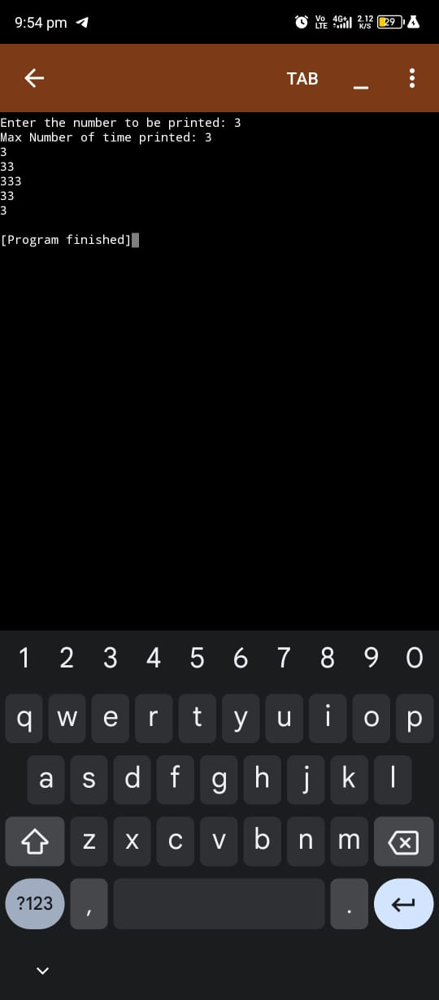 9:54 pm Vo LTE 4G+ 2.12 K/S 29
TAB
Enter the number to be printed: 3
Max Number of time printed: 3
3
33
333
33
3
[Program finished]
1 2 3 4 5 6 7 8 9 0
q w e r t y u i o p
a s d f g h j k l
z x c v b n m
?123 , .